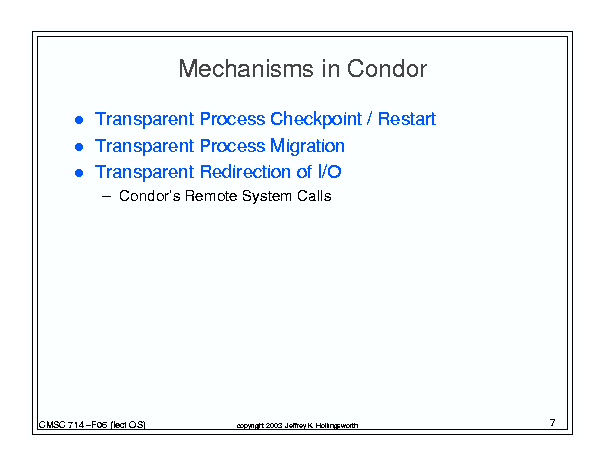 Mechanisms in Condor
● Transparent Process Checkpoint / Restart
● Transparent Process Migration
● Transparent Redirection of I/O
– Condor's Remote System Calls
CMSC 714 –F06 (lect OS) copyright 2003 Jeffrey K. Hollingsworth 7